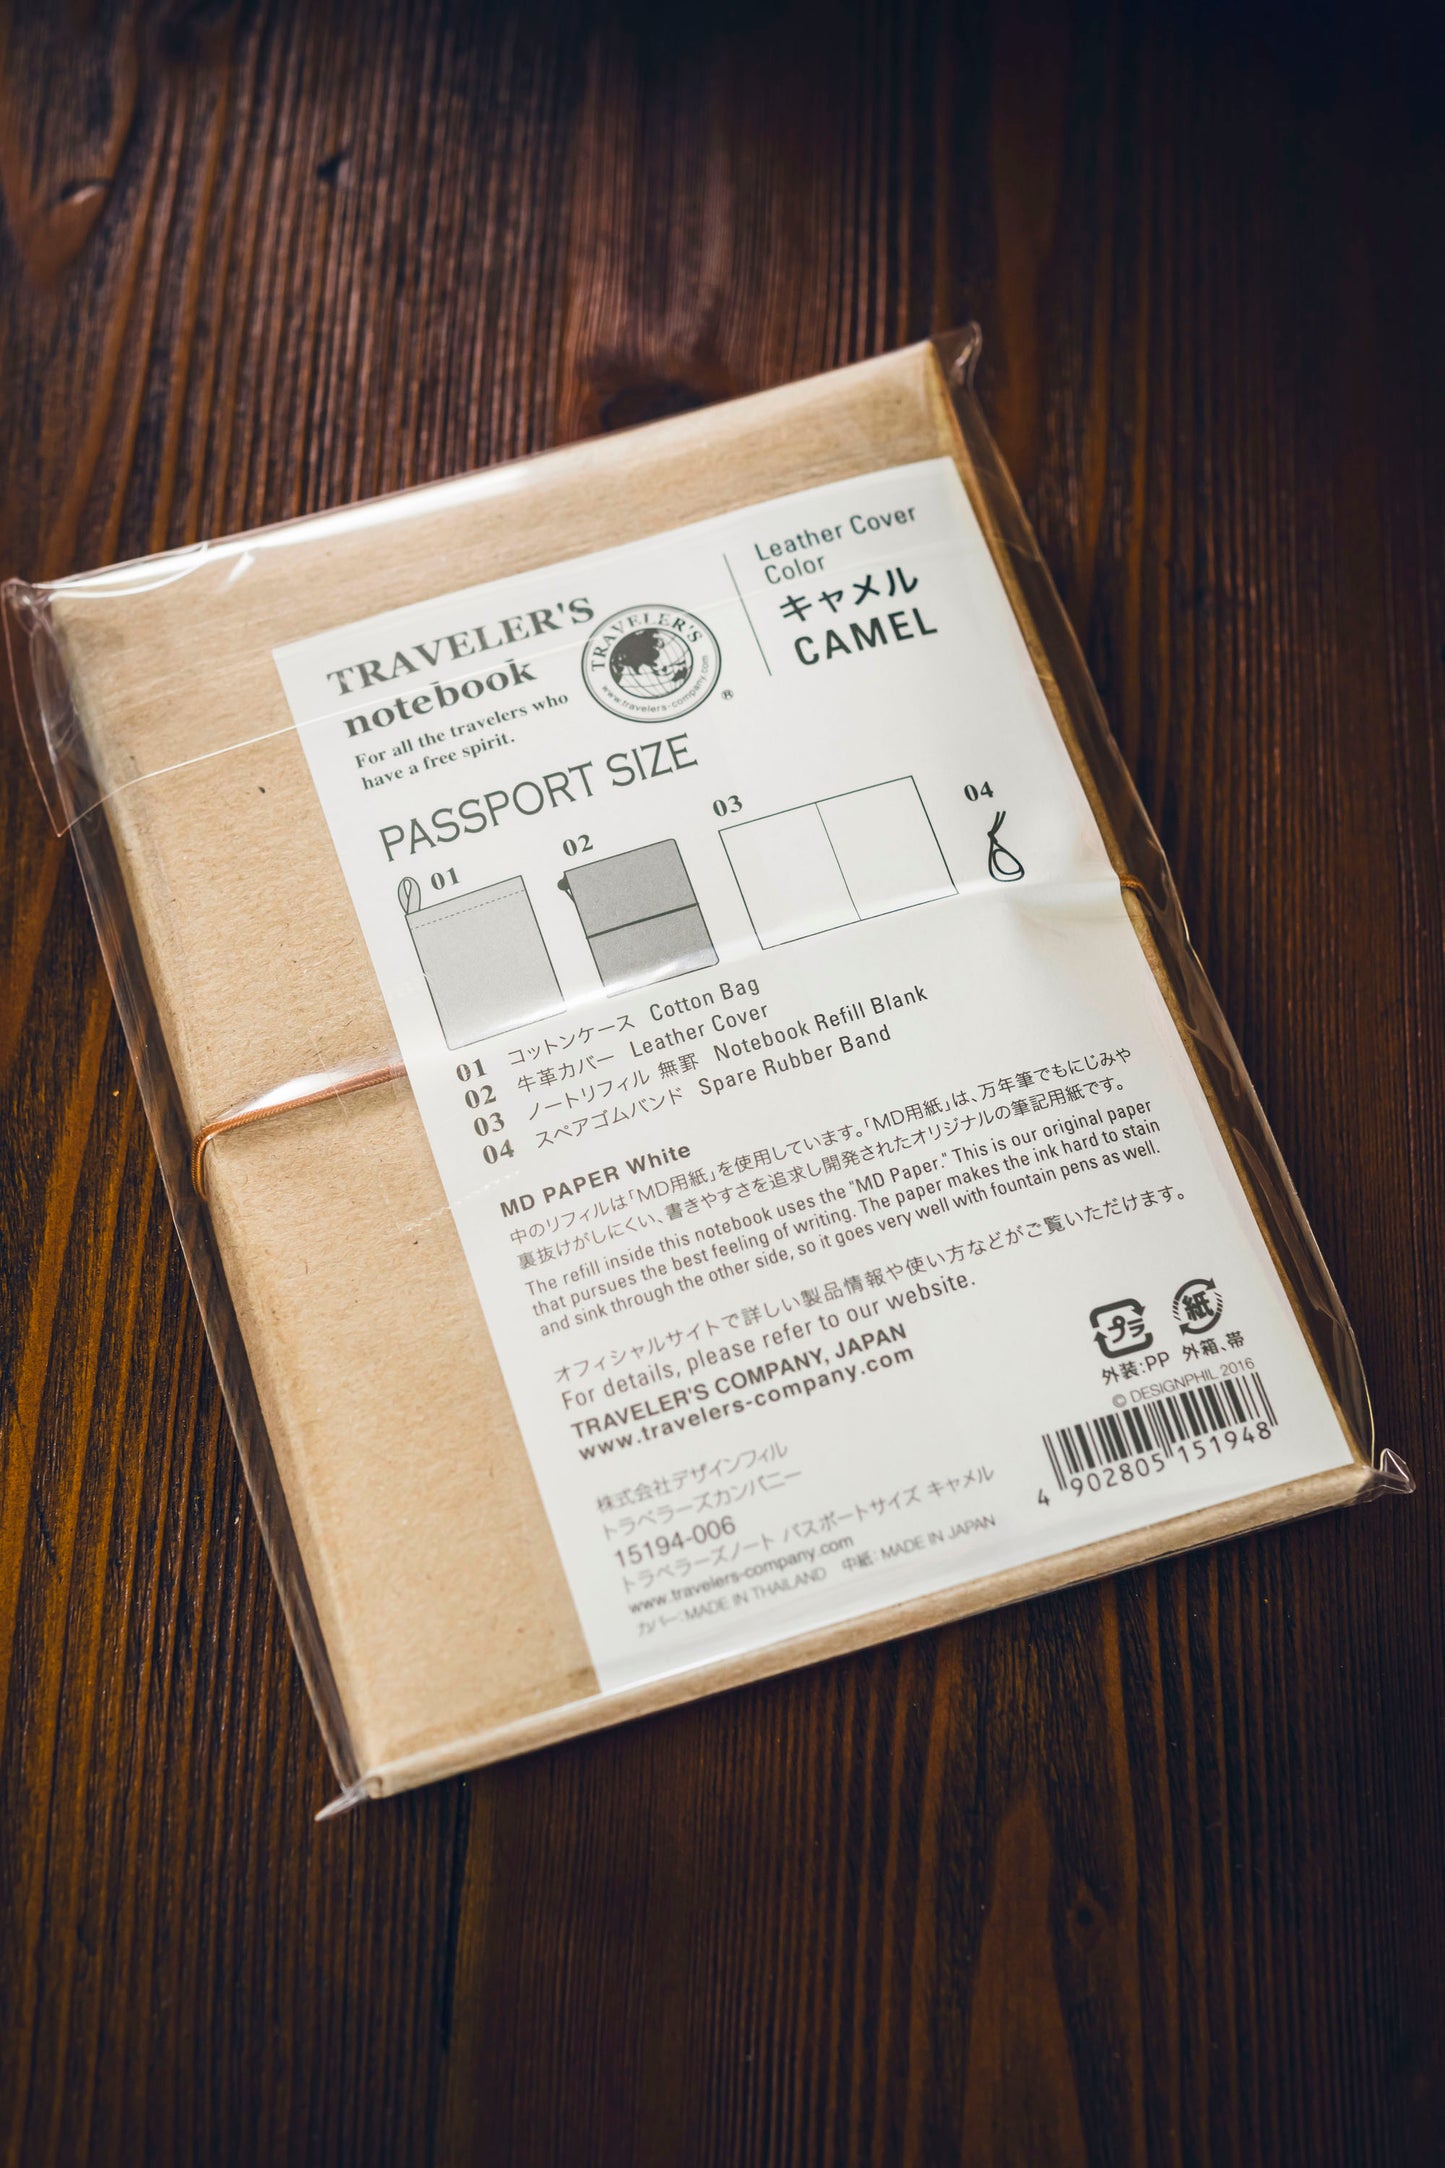 TRAVELER'S
notebook
For all the travelers who
have a free spirit.
TRAVELER'S
www.travelers-company.com
®
Leather Cover
Color
キャメル
CAMEL
PASSPORT SIZE
01
02
03
04
01 コットンケース Cotton Bag
02 牛革カバー Leather Cover
03 ノートリフィル 無罫 Notebook Refill Blank
04 スペアゴムバンド Spare Rubber Band
MD PAPER White
中のリフィルは「MD用紙」を使用しています。「MD用紙」は、万年筆でもにじみや
裏抜けがしにくい、書きやすさを追求し開発されたオリジナルの筆記用紙です。
The refill inside this notebook uses the "MD Paper." This is our original paper
that pursues the best feeling of writing. The paper makes the ink hard to stain
and sink through the other side, so it goes very well with fountain pens as well.
オフィシャルサイトで詳しい製品情報や使い方などがご覧いただけます。
For details, please refer to our website.
TRAVELER'S COMPANY, JAPAN
www.travelers-company.com
プラ
紙
外装:PP
外箱、帯
© DESIGNPHIL 2016
4 902805 151948
株式会社デザインフィル
トラベラーズカンパニー
15194-006
トラベラーズノート パスポートサイズ キャメル
www.travelers-company.com
カバー:MADE IN THAILAND 中紙:MADE IN JAPAN